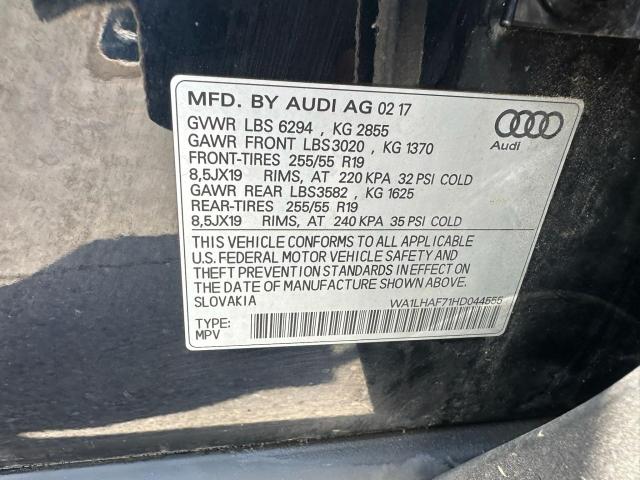 MFD. BY AUDI AG 02 17
GVWR LBS 6294 , KG 2855
GAWR FRONT LBS3020 , KG 1370
FRONT-TIRES 255/55 R19
8,5JX19 RIMS, AT 220 KPA 32 PSI COLD
GAWR REAR LBS3582 , KG 1625
REAR-TIRES 255/55 R19
8,5JX19 RIMS, AT 240 KPA 35 PSI COLD
Audi
THIS VEHICLE CONFORMS TO ALL APPLICABLE
U.S. FEDERAL MOTOR VEHICLE SAFETY AND
THEFT PREVENTION STANDARDS IN EFFECT ON
THE DATE OF MANUFACTURE SHOWN ABOVE.
SLOVAKIA WA1LHAF71HD044555
TYPE:
MPV